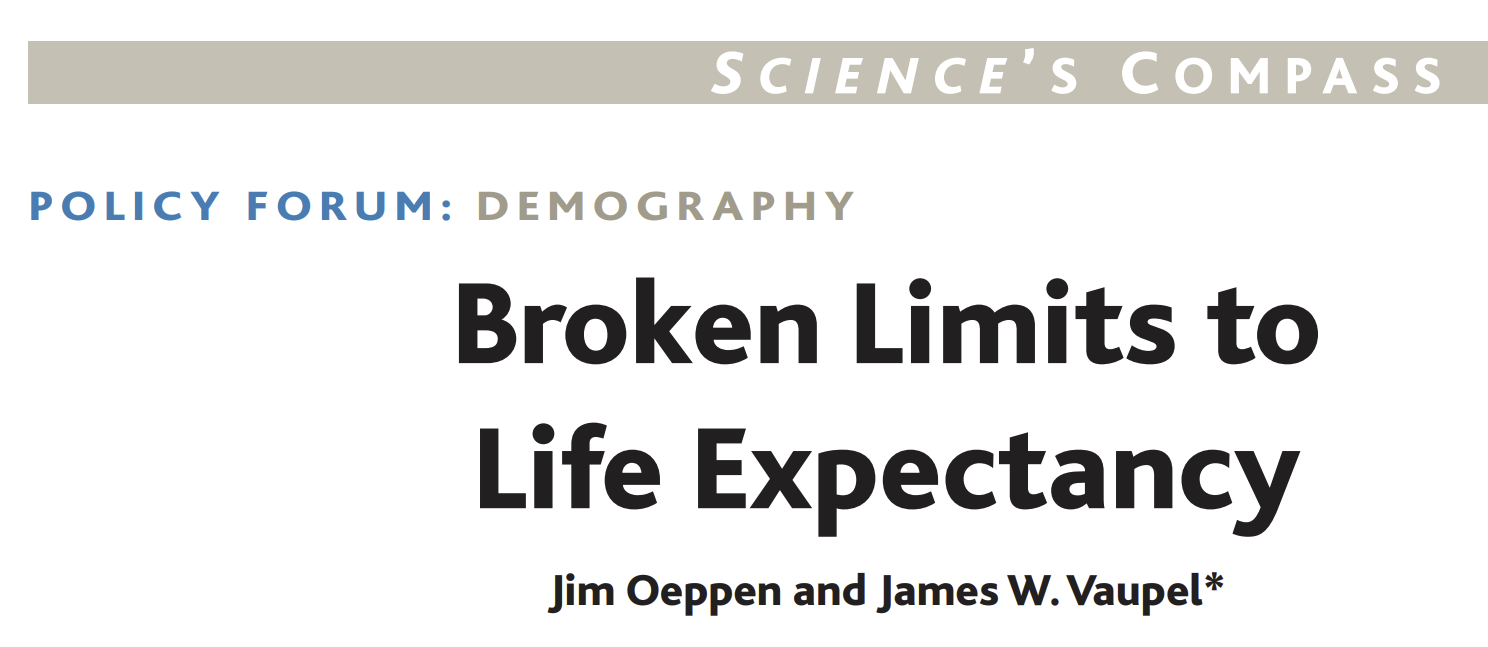 SCIENCE'S COMPASS
POLICY FORUM: DEMOGRAPHY
Broken Limits to
Life Expectancy
Jim Oeppen and James W. Vaupel*